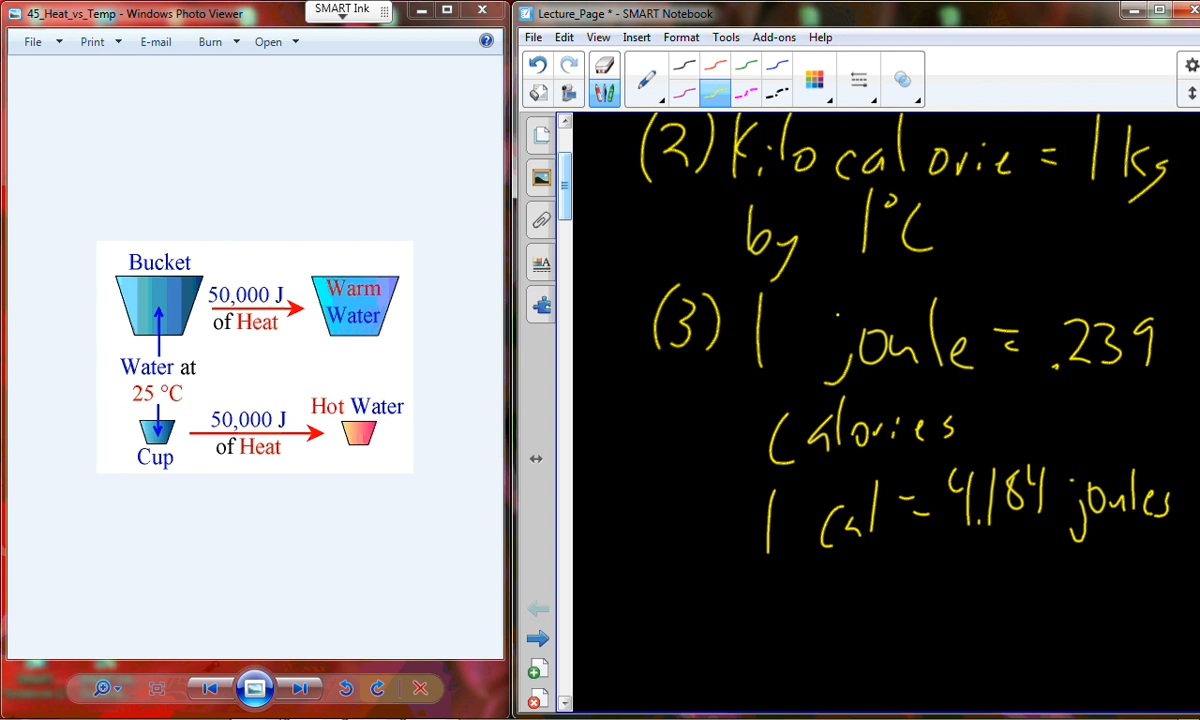 45_Heat_vs_Temp - Windows Photo Viewer
SMART Ink
File Print E-mail Burn Open
Bucket
50,000 J
of Heat
Warm
Water
Water at
25 °C
Cup
50,000 J
of Heat
Hot Water
Lecture_Page * - SMART Notebook
File Edit View Insert Format Tools Add-ons Help
(2) Kilocalorie = 1 kg
by 1°C
(3) 1 joule = .239
calories
1 cal = 4.184 joules